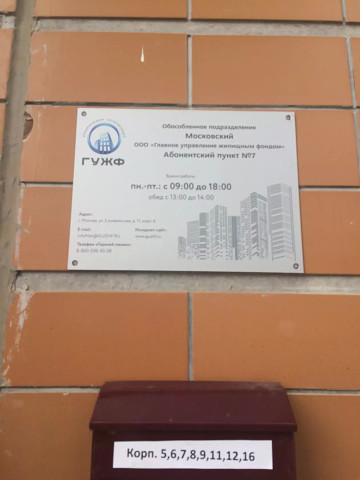 ГУЖФ
Обособленное подразделение
Московский
ООО «Главное управление жилищным фондом»
Абонентский пункт №7
Время работы:
пн.-пт.: с 09:00 до 18:00
обед с 13:00 до 14:00
Адрес:
г. Москва, ул.
E-mail:
Интернет сайт:
Телефон «Горячей линии»:
Корп. 5,6,7,8,9,11,12,16